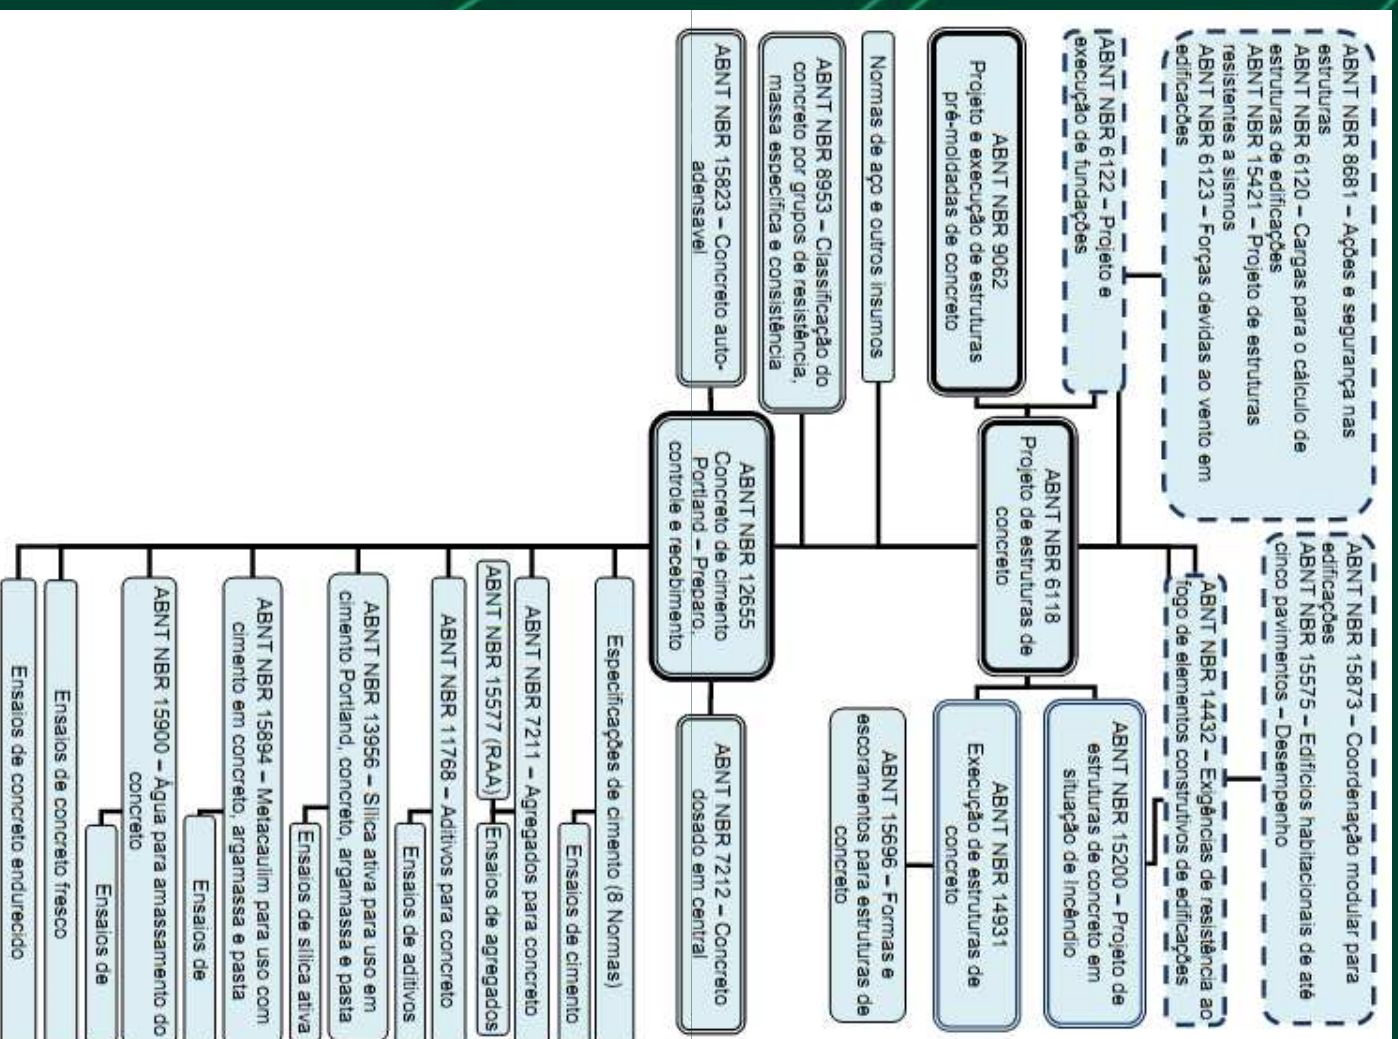 ABNT NBR 8681 – Ações e segurança nas
estruturas
ABNT NBR 6120 – Cargas para o cálculo de
estruturas de edificações
ABNT NBR 15421 – Projeto de estruturas
resistentes a sismos
ABNT NBR 6123 – Forças devidas ao vento em
edificações
ABNT NBR 15873 – Coordenação modular para
edificações
ABNT NBR 15575 – Edifícios habitacionais de até
cinco pavimentos – Desempenho
ABNT NBR 6122 – Projeto e
execução de fundações
ABNT NBR 14432 – Exigências de resistência ao
fogo de elementos construtivos de edificações
ABNT NBR 9062
Projeto e execução de estruturas
pré-moldadas de concreto
ABNT NBR 6118
Projeto de estruturas de
concreto
ABNT NBR 15200 – Projeto de
estruturas de concreto em
situação de incêndio
ABNT NBR 14931
Execução de estruturas de
concreto
Normas de aço e outros insumos
ABNT 15696 – Formas e
escoramentos para estruturas de
concreto
ABNT NBR 8953 – Classificação do
concreto por grupos de resistência,
massa específica e consistência
ABNT NBR 15823 – Concreto auto-
adensavel
ABNT NBR 12655
Concreto de cimento
Portland – Preparo,
controle e recebimento
ABNT NBR 7212 – Concreto
dosado em central
Especificações de cimento (8 Normas)
Ensaios de cimento
ABNT NBR 7211 – Agregados para concreto
ABNT NBR 15577 (RAA)
Ensaios de agregados
ABNT NBR 11768 – Aditivos para concreto
Ensaios de aditivos
ABNT NBR 13956 – Sílica ativa para uso em
cimento Portland, concreto, argamassa e pasta
Ensaios de sílica ativa
ABNT NBR 15894 – Metacaulim para uso com
cimento em concreto, argamassa e pasta
Ensaios de
ABNT NBR 15900 – Água para amassamento do
concreto
Ensaios de
Ensaios de concreto fresco
Ensaios de concreto endurecido